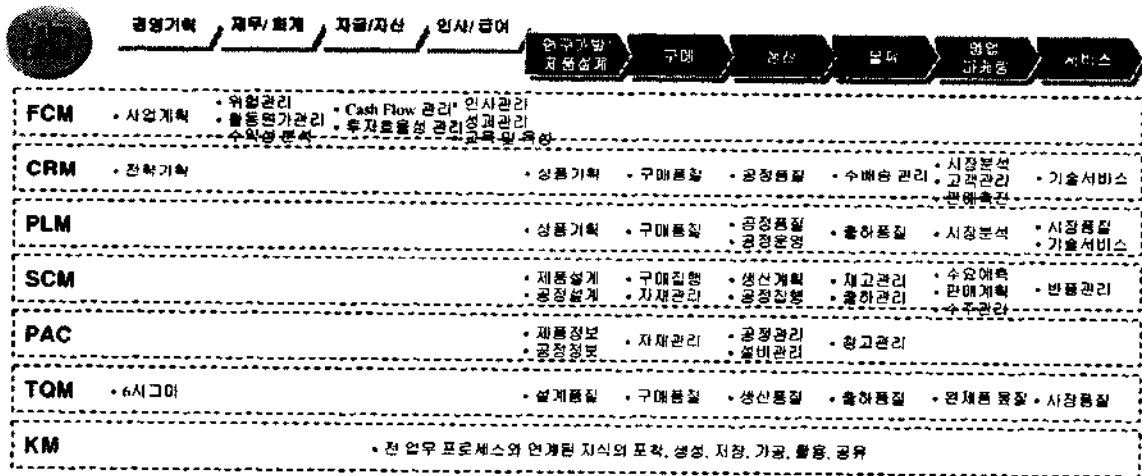 경영기획 재무/회계 자금/자산 인사/급여
연구개발 제품설계 구매 생산 물류 영업 마케팅 서비스
FCM
• 사업계획
• 위험관리
• 활동원가관리
• 수익성 분석
• Cash Flow 관리
• 투자효율성 관리
• 인사관리
• 성과관리
CRM
• 전략기획
• 상품기획
• 구매품질
• 공정품질
• 수배송 관리
• 시장분석
• 고객관리
• 판매촉진
• 기술서비스
PLM
• 상품기획
• 구매품질
• 공정품질
• 공정운영
• 출하품질
• 시장분석
• 시장품질
• 기술서비스
SCM
• 제품설계
• 공정설계
• 구매집행
• 자재관리
• 생산계획
• 공정집행
• 재고관리
• 출하관리
• 수요예측
• 판매계획
• 수주관리
• 반품관리
PAC
• 제품정보
• 공정정보
• 자재관리
• 공정관리
• 설비관리
• 창고관리
TQM
• 6시그마
• 설계품질
• 구매품질
• 생산품질
• 출하품질
• 완제품 품질
• 시장품질
KM
• 전 업무 프로세스와 연계된 지식의 포착, 생성, 저장, 가공, 활용, 공유